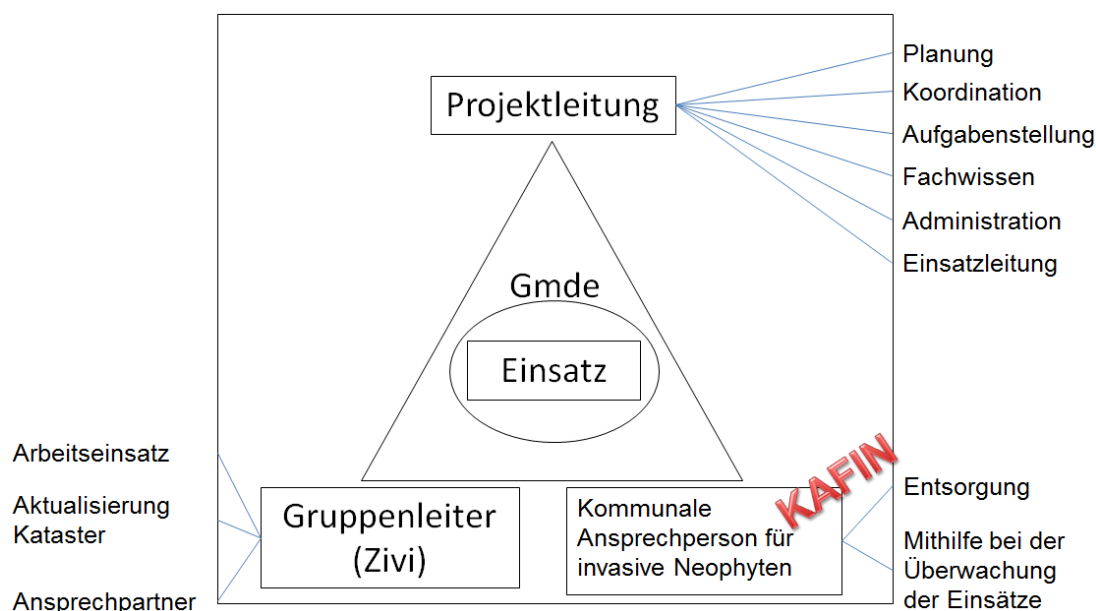 Projektleitung
Planung
Koordination
Aufgabenstellung
Fachwissen
Administration
Einsatzleitung
Gmde
Einsatz
Arbeitseinsatz
Aktualisierung
Kataster
Ansprechpartner
Gruppenleiter
(Zivi)
KAFIN
Kommunale
Ansprechperson für
invasive Neophyten
Entsorgung
Mithilfe bei der
Überwachung
der Einsätze